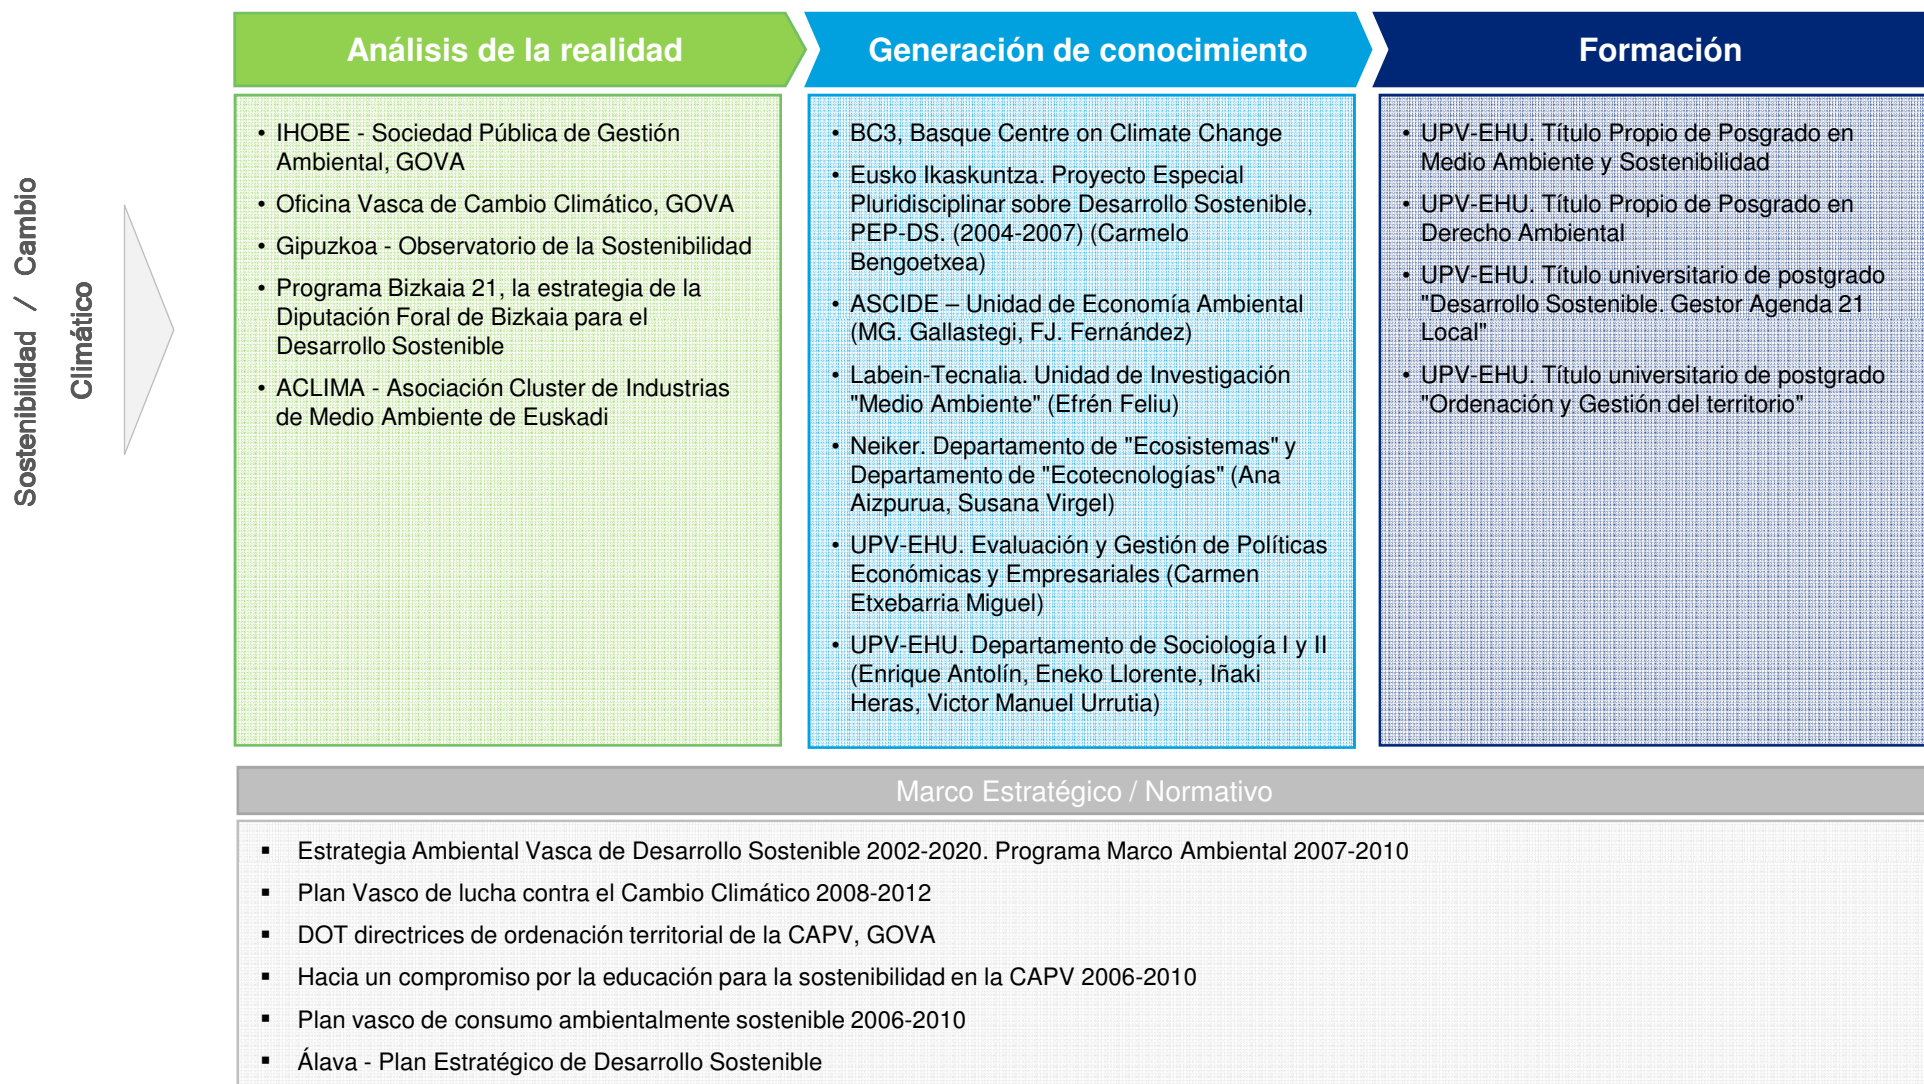 Sostenibilidad / Cambio
Climático
Análisis de la realidad
• IHOBE - Sociedad Pública de Gestión
Ambiental, GOVA
• Oficina Vasca de Cambio Climático, GOVA
• Gipuzkoa - Observatorio de la Sostenibilidad
• Programa Bizkaia 21, la estrategia de la
Diputación Foral de Bizkaia para el
Desarrollo Sostenible
• ACLIMA - Asociación Cluster de Industrias
de Medio Ambiente de Euskadi
Generación de conocimiento
• BC3, Basque Centre on Climate Change
• Eusko Ikaskuntza. Proyecto Especial
Pluridisciplinar sobre Desarrollo Sostenible,
PEP-DS. (2004-2007) (Carmelo
Bengoetxea)
• ASCIDE – Unidad de Economía Ambiental
(MG. Gallastegi, FJ. Fernández)
• Labein-Tecnalia. Unidad de Investigación
"Medio Ambiente" (Efrén Feliu)
• Neiker. Departamento de "Ecosistemas" y
Departamento de "Ecotecnologías" (Ana
Aizpurua, Susana Virgel)
• UPV-EHU. Evaluación y Gestión de Políticas
Económicas y Empresariales (Carmen
Etxebarria Miguel)
• UPV-EHU. Departamento de Sociología I y II
(Enrique Antolín, Eneko Llorente, Iñaki
Heras, Victor Manuel Urrutia)
Formación
• UPV-EHU. Título Propio de Posgrado en
Medio Ambiente y Sostenibilidad
• UPV-EHU. Título Propio de Posgrado en
Derecho Ambiental
• UPV-EHU. Título universitario de postgrado
"Desarrollo Sostenible. Gestor Agenda 21
Local"
• UPV-EHU. Título universitario de postgrado
"Ordenación y Gestión del territorio"
Marco Estratégico / Normativo
▪ Estrategia Ambiental Vasca de Desarrollo Sostenible 2002-2020. Programa Marco Ambiental 2007-2010
▪ Plan Vasco de lucha contra el Cambio Climático 2008-2012
▪ DOT directrices de ordenación territorial de la CAPV, GOVA
▪ Hacia un compromiso por la educación para la sostenibilidad en la CAPV 2006-2010
▪ Plan vasco de consumo ambientalmente sostenible 2006-2010
▪ Álava - Plan Estratégico de Desarrollo Sostenible